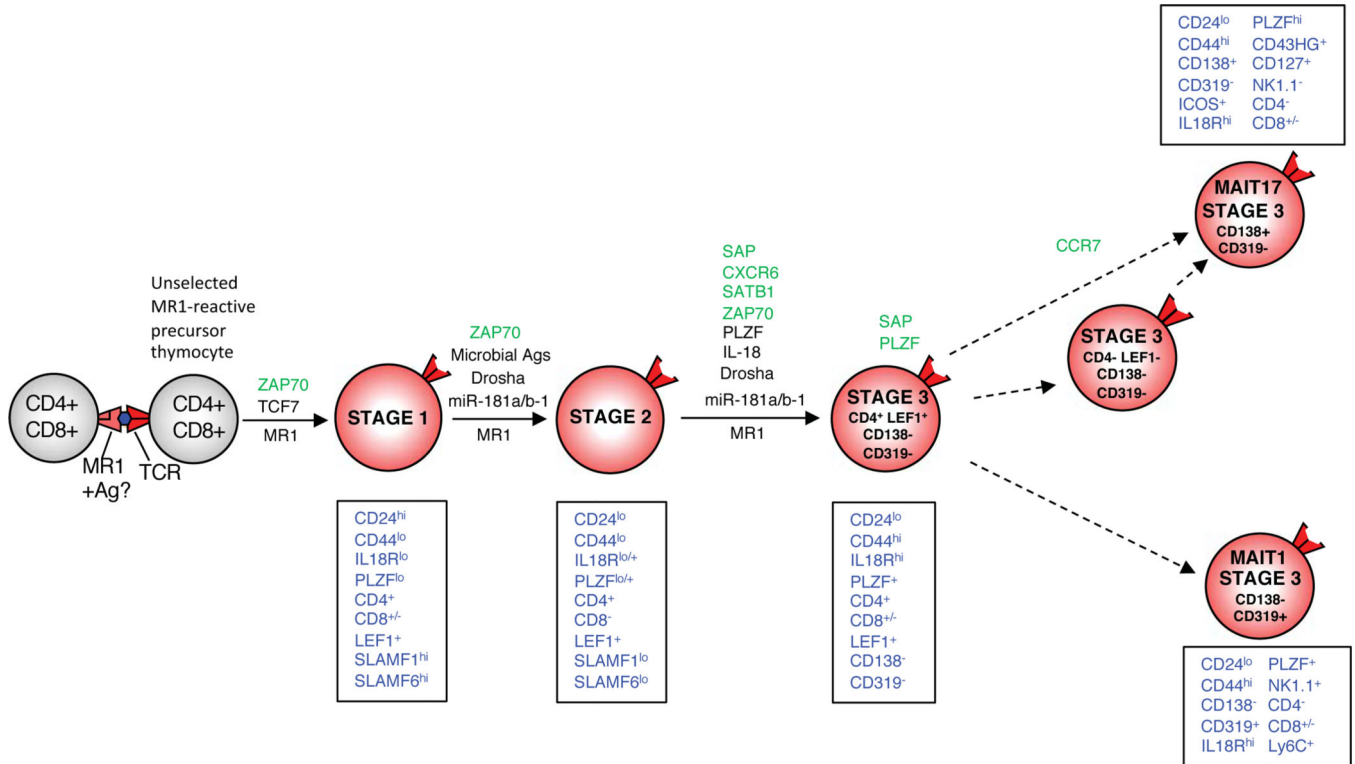 Unselected
MR1-reactive
precursor
thymocyte
CD4+
CD8+
CD4+
CD8+
MR1
+Ag?
TCR
ZAP70
TCF7
MR1
STAGE 1
CD24hi
CD44lo
IL18Rlo
PLZFlo
CD4+
CD8+/-
LEF1+
SLAMF1hi
SLAMF6hi
ZAP70
Microbial Ags
Drosha
miR-181a/b-1
MR1
STAGE 2
CD24lo
CD44lo
IL18Rlo/+
PLZFlo/+
CD4+
CD8-
LEF1+
SLAMF1lo
SLAMF6lo
SAP
CXCR6
SATB1
ZAP70
PLZF
IL-18
Drosha
miR-181a/b-1
MR1
SAP
PLZF
STAGE 3
CD4+ LEF1+
CD138-
CD319-
CD24lo
CD44hi
IL18Rhi
PLZF+
CD4+
CD8+/-
LEF1+
CD138-
CD319-
CCR7
STAGE 3
CD4- LEF1-
CD138-
CD319-
CD24lo PLZFhi
CD44hi CD43HG+
CD138+ CD127+
CD319- NK1.1-
ICOS+ CD4-
IL18Rhi CD8+/-
MAIT17
STAGE 3
CD138+
CD319-
MAIT1
STAGE 3
CD138-
CD319+
CD24lo PLZF+
CD44hi NK1.1+
CD138- CD4-
CD319+ CD8+/-
IL18Rhi Ly6C+